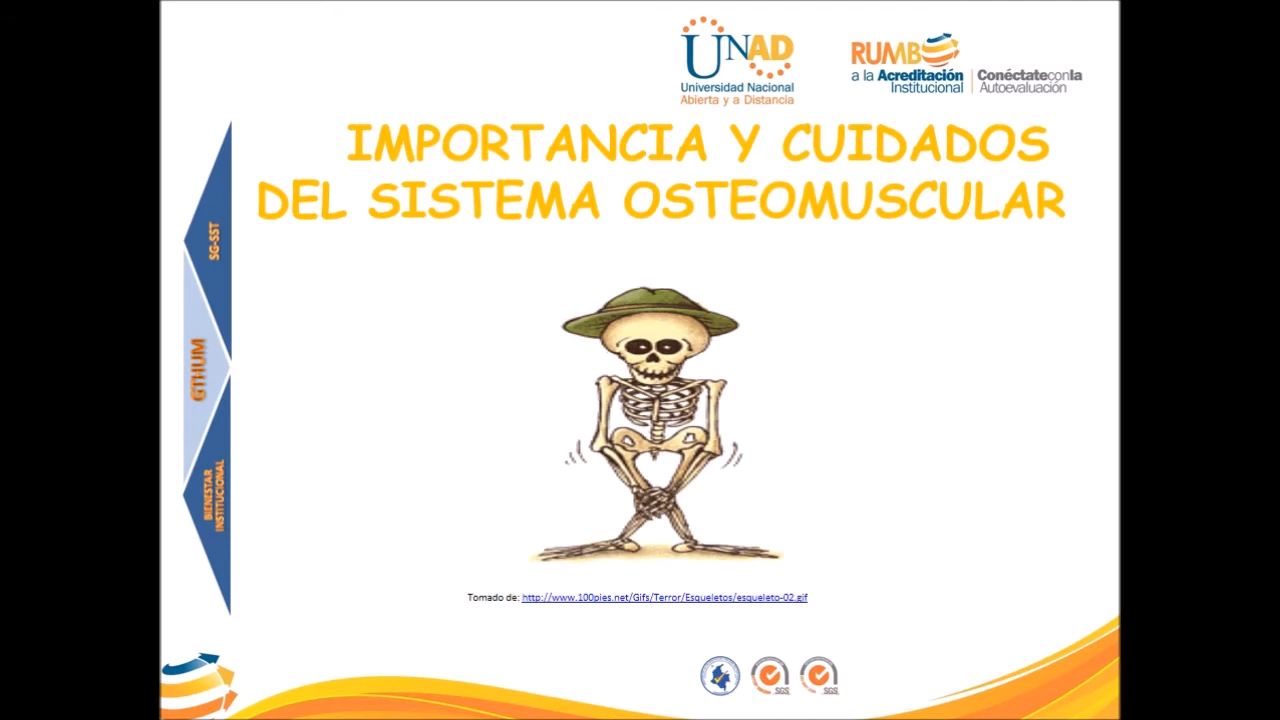 UNAD
Universidad Nacional
Abierta y a Distancia
RUMBO
a la Acreditación
Institucional
Conéctateconla
Autoevaluación
IMPORTANCIA Y CUIDADOS
DEL SISTEMA OSTEOMUSCULAR
SG-SST
GTHUM
BIENESTAR
INSTITUCIONAL
Tomado de: http://www.100pies.net/Gifs/Terror/Esqueletos/esqueleto-02.gif
SGS
SGS